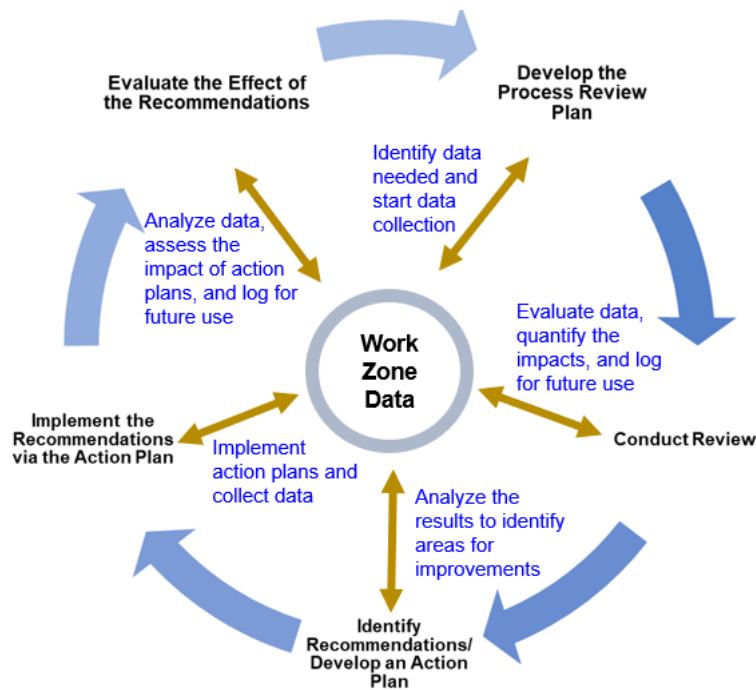 Evaluate the Effect of
the Recommendations
Develop the
Process Review
Plan
Identify data
needed and
start data
collection
Analyze data,
assess the
impact of action
plans, and log for
future use
Evaluate data,
quantify the
impacts, and log
for future use
Work
Zone
Data
Implement the
Recommendations
via the Action Plan
Implement
action plans and
collect data
Conduct Review
Analyze the
results to identify
areas for
improvements
Identify
Recommendations/
Develop an Action
Plan